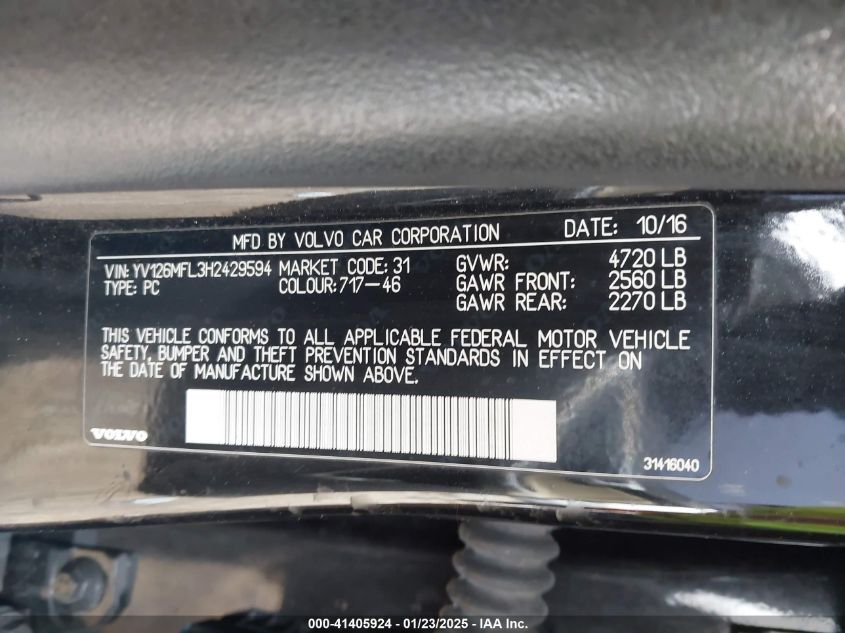 MFD BY VOLVO CAR CORPORATION DATE: 10/16
VIN: YV126MFL3H2429594 MARKET CODE: 31 GVWR: 4720 LB
TYPE: PC COLOUR: 717-46 GAWR FRONT: 2560 LB
GAWR REAR: 2270 LB
THIS VEHICLE CONFORMS TO ALL APPLICABLE FEDERAL MOTOR VEHICLE
SAFETY, BUMPER AND THEFT PREVENTION STANDARDS IN EFFECT ON
THE DATE OF MANUFACTURE SHOWN ABOVE.
VOLVO
31416040
000-41405924 | 01/23/2025 - IAA Inc.